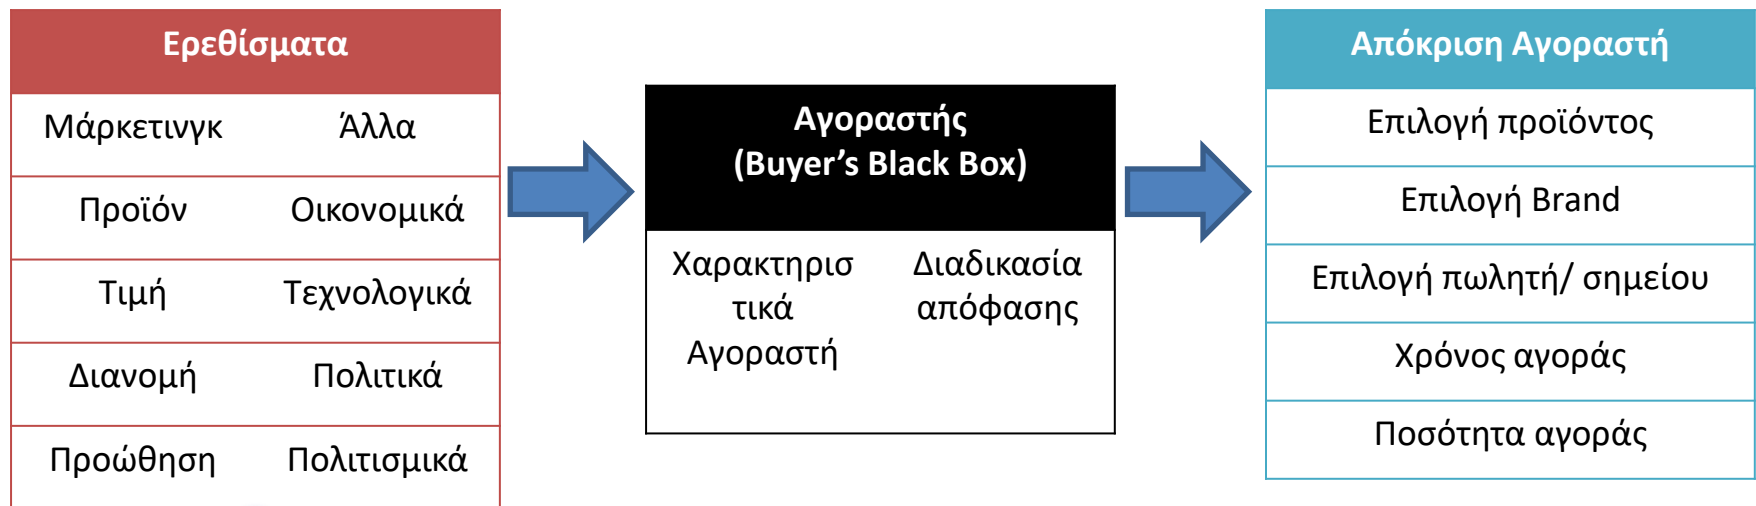 Ερεθίσματα
Μάρκετινγκ Άλλα
Προϊόν Οικονομικά
Τιμή Τεχνολογικά
Διανομή Πολιτικά
Προώθηση Πολιτισμικά
Αγοραστής
(Buyer’s Black Box)
Χαρακτηρισ
τικά
Αγοραστή
Διαδικασία
απόφασης
Απόκριση Αγοραστή
Επιλογή προϊόντος
Επιλογή Brand
Επιλογή πωλητή/ σημείου
Χρόνος αγοράς
Ποσότητα αγοράς